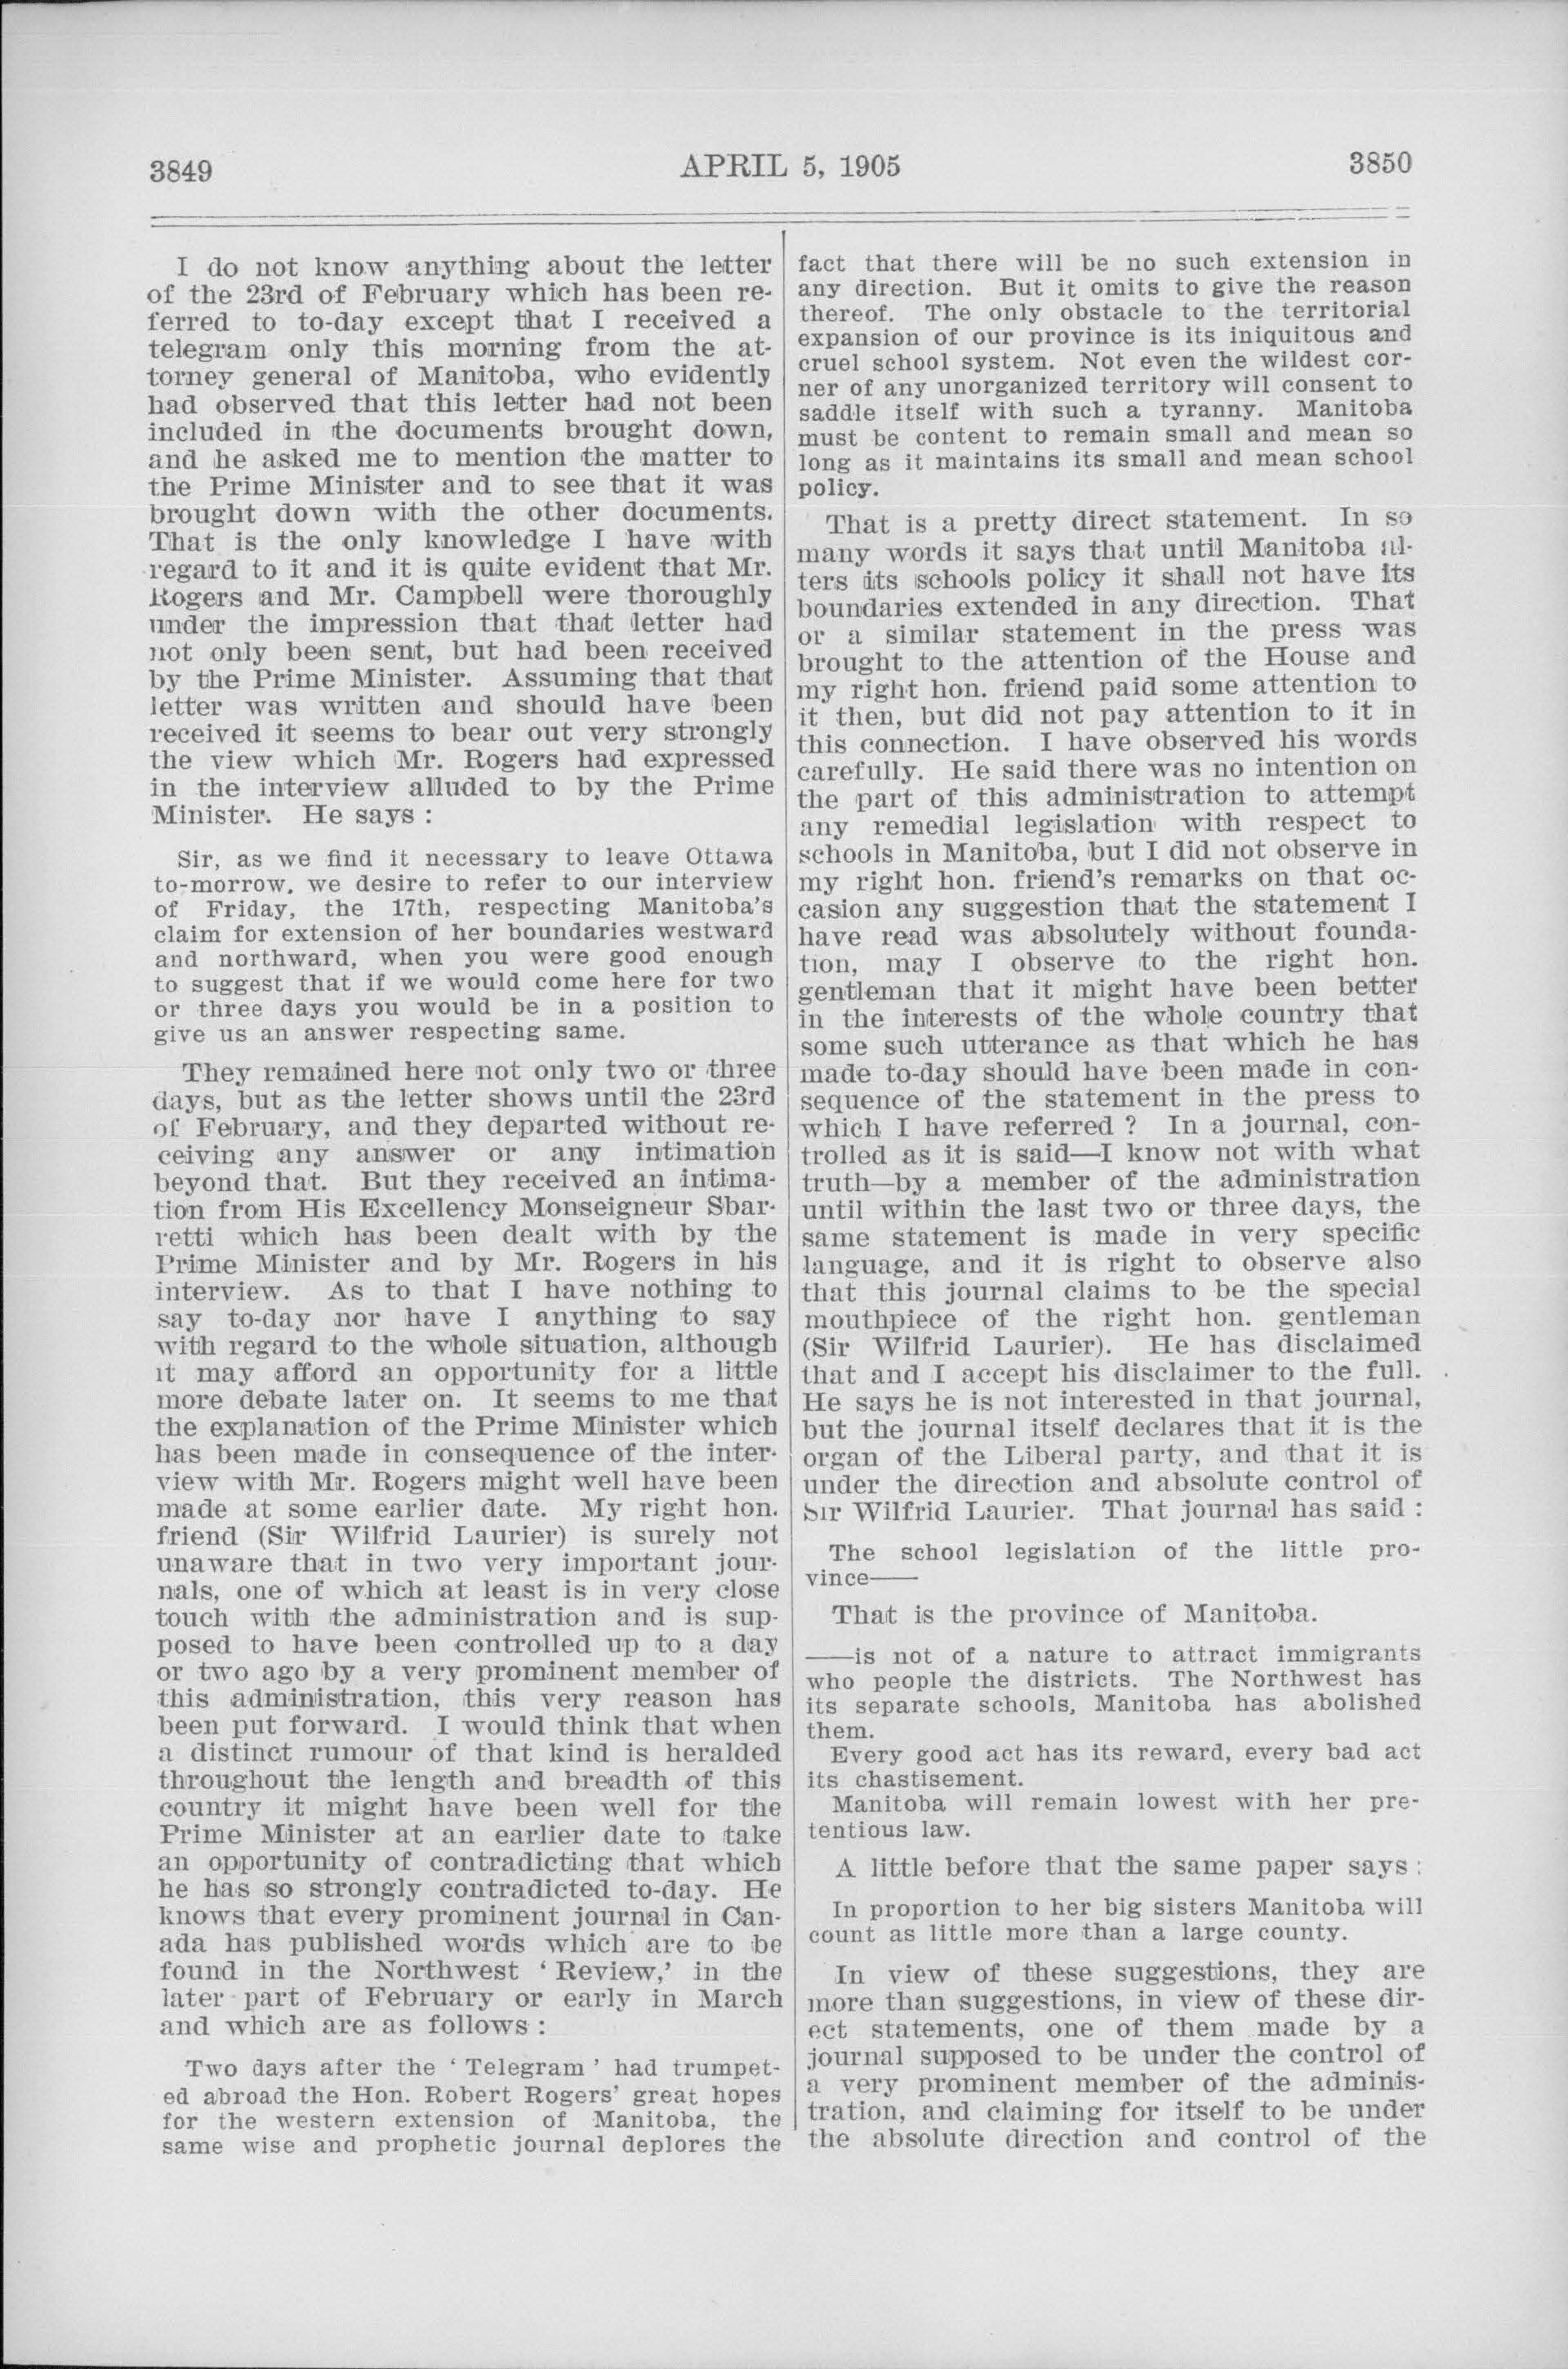 3849
APRIL 5, 1905
3850
I do not know anything about the letter
of the 23rd of February which has been re-
ferred to to-day except that I received a
telegram only this morning from the at-
torney general of Manitoba, who evidently
had observed that this letter had not been
included in the documents brought down,
and he asked me to mention the matter to
the Prime Minister and to see that it was
brought down with the other documents.
That is the only knowledge I have with
regard to it and it is quite evident that Mr.
Rogers and Mr. Campbell were thoroughly
under the impression that that letter had
not only been sent, but had been received
by the Prime Minister. Assuming that that
letter was written and should have been
received it seems to bear out very strongly
the view which Mr. Rogers had expressed
in the interview alluded to by the Prime
Minister. He says :
Sir, as we find it necessary to leave Ottawa
to-morrow, we desire to refer to our interview
of Friday, the 17th, respecting Manitoba's
claim for extension of her boundaries westward
and northward, when you were good enough
to suggest that if we would come here for two
or three days you would be in a position to
give us an answer respecting same.
They remained here not only two or three
days, but as the letter shows until the 23rd
of February, and they departed without re-
ceiving any answer or any intimation
beyond that. But they received an intima-
tion from His Excellency Monseigneur Sbar-
retti which has been dealt with by the
Prime Minister and by Mr. Rogers in his
interview. As to that I have nothing to
say to-day nor have I anything to say
with regard to the whole situation, although
it may afford an opportunity for a little
more debate later on. It seems to me that
the explanation of the Prime Minister which
has been made in consequence of the inter-
view with Mr. Rogers might well have been
made at some earlier date. My right hon.
friend (Sir Wilfrid Laurier) is surely not
unaware that in two very important jour-
nals, one of which at least is in very close
touch with the administration and is sup-
posed to have been controlled up to a day
or two ago by a very prominent member of
this administration, this very reason has
been put forward. I would think that when
a distinct rumour of that kind is heralded
throughout the length and breadth of this
country it might have been well for the
Prime Minister at an earlier date to take
an opportunity of contradicting that which
he has so strongly contradicted to-day. He
knows that every prominent journal in Can-
ada has published words which are to be
found in the Northwest ‘ Review,’ in the
later part of February or early in March
and which are as follows :
Two days after the ‘ Telegram ’ had trumpet-
ed abroad the Hon. Robert Rogers’ great hopes
for the western extension of Manitoba, the
same wise and prophetic journal deplores the
fact that there will be no such extension in
any direction. But it omits to give the reason
thereof. The only obstacle to the territorial
expansion of our province is its iniquitous and
cruel school system. Not even the wildest cor-
ner of any unorganized territory will consent to
saddle itself with such a tyranny. Manitoba
must be content to remain small and mean so
long as it maintains its small and mean school
policy.
That is a pretty direct statement. In so
many words it says that until Manitoba al-
ters its schools policy it shall not have its
boundaries extended in any direction. That
or a similar statement in the press was
brought to the attention of the House and
my right hon. friend paid some attention to
it then, but did not pay attention to it in
this connection. I have observed his words
carefully. He said there was no intention on
the part of this administration to attempt
any remedial legislation with respect to
schools in Manitoba, but I did not observe in
my right hon. friend's remarks on that oc-
casion any suggestion that the statement I
have read was absolutely without founda-
tion, may I observe to the right hon.
gentleman that it might have been better
in the interests of the whole country that
some such utterance as that which he has
made to-day should have been made in con-
sequence of the statement in the press to
which I have referred ? In a journal, con-
trolled as it is said—I know not with what
truth—by a member of the administration
until within the last two or three days, the
same statement is made in very specific
language, and it is right to observe also
that this journal claims to be the special
mouthpiece of the right hon. gentleman
(Sir Wilfrid Laurier). He has disclaimed
that and I accept his disclaimer to the full.
He says he is not interested in that journal,
but the journal itself declares that it is the
organ of the Liberal party, and that it is
under the direction and absolute control of
Sir Wilfrid Laurier. That journal has said :
The school legislation of the little pro-
vince——
That is the province of Manitoba.
——is not of a nature to attract immigrants
who people the districts. The Northwest has
its separate schools, Manitoba has abolished
them.
Every good act has its reward, every bad act
its chastisement.
Manitoba will remain lowest with her pre-
tentious law.
A little before that the same paper says :
In proportion to her big sisters Manitoba will
count as little more than a large county.
In view of these suggestions, they are
more than suggestions, in view of these dir-
ect statements, one of them made by a
journal supposed to be under the control of
a very prominent member of the adminis-
tration, and claiming for itself to be under
the absolute direction and control of the